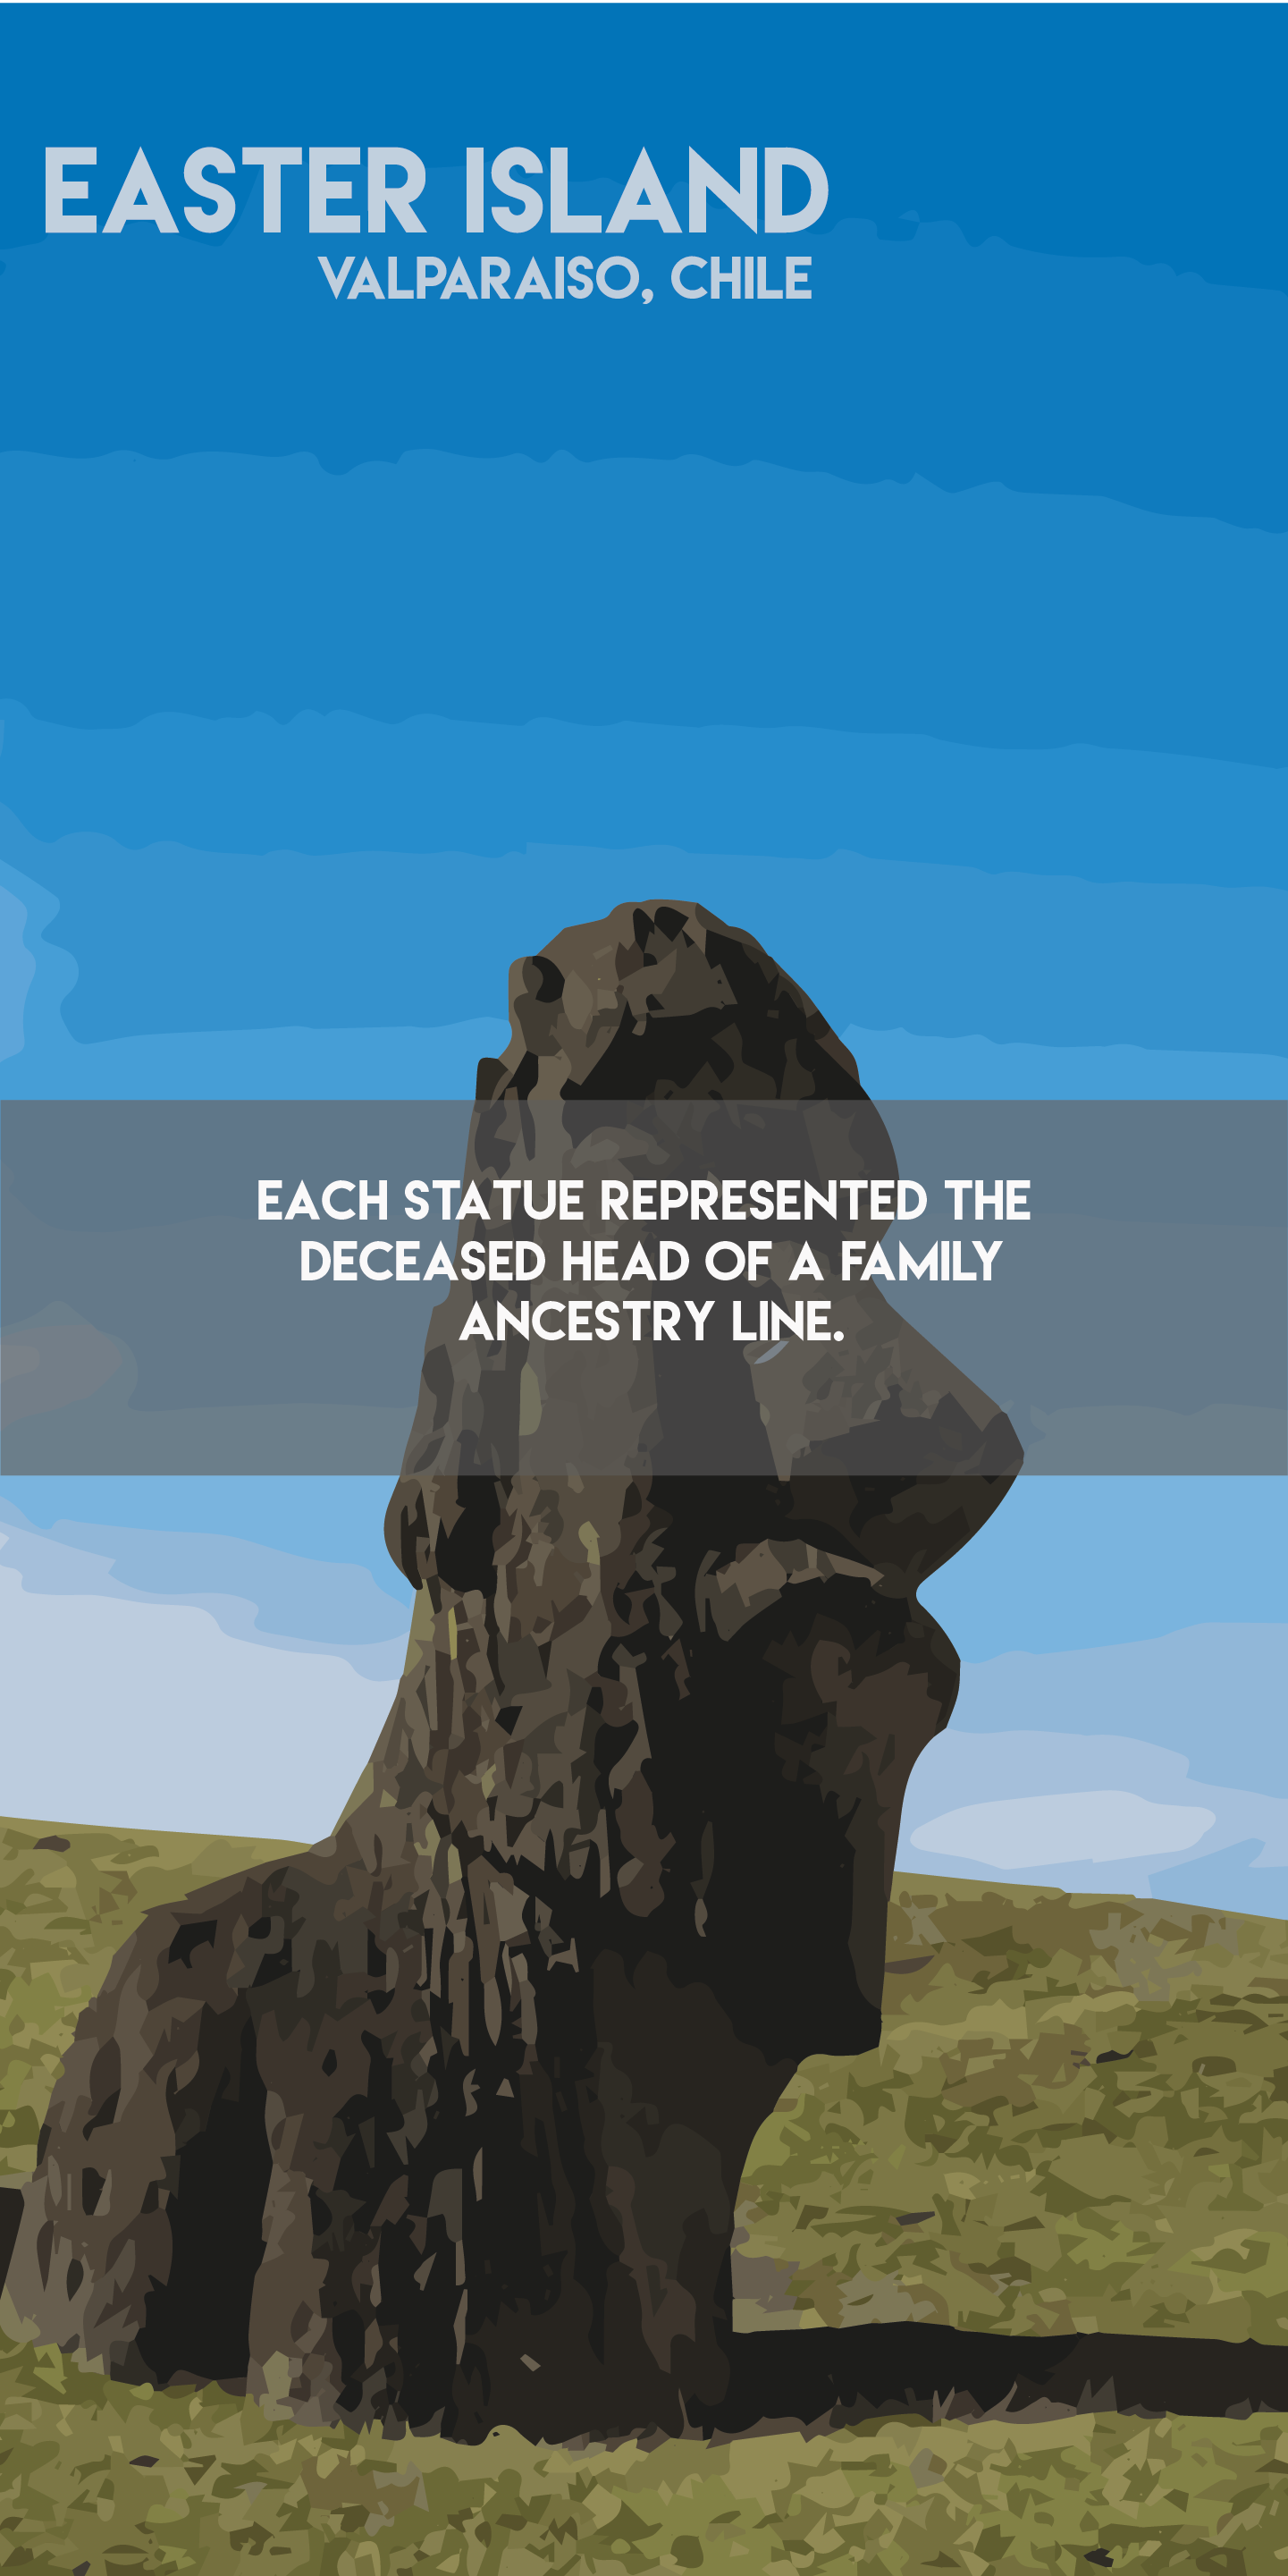 EASTER ISLAND
VALPARAISO, CHILE
EACH STATUE REPRESENTED THE
DECEASED HEAD OF A FAMILY
ANCESTRY LINE.